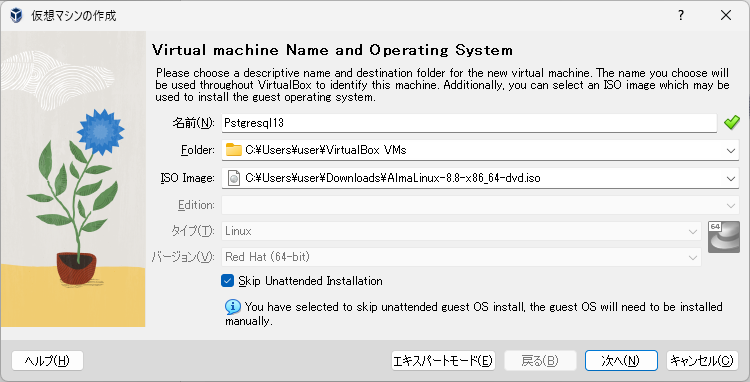 仮想マシンの作成
?
Virtual machine Name and Operating System
Please choose a descriptive name and destination folder for the new virtual machine. The name you choose will
be used throughout VirtualBox to identify this machine. Additionally, you can select an ISO image which may be
used to install the guest operating system.
名前(N): Pstgresql13
Folder: C:¥Users¥user¥VirtualBox VMs
ISO Image: C:¥Users¥user¥Downloads¥AlmaLinux-8.8-x86_64-dvd.iso
Edition:
タイプ(T): Linux
64
バージョン(V): Red Hat (64-bit)
Skip Unattended Installation
You have selected to skip unattended guest OS install, the guest OS will need to be installed
manually.
ヘルプ(H) エキスパートモード(E) 戻る(B) 次へ(N) キャンセル(C)